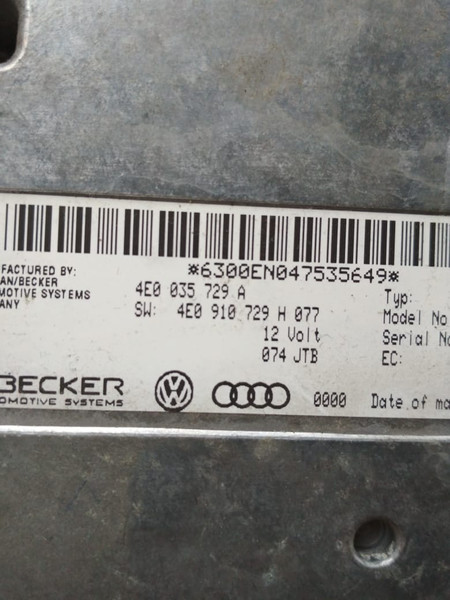 *6300EN047535649*
FACTURED BY:
AN/BECKER
MOTIVE SYSTEMS
ANY
4E0 035 729 A
SW: 4E0 910 729 H 077
12 Volt
074 JTB
Typ:
Model No
Serial No
EC:
BECKER
OMOTIVE SYSTEMS
VW
0000
Date of ma